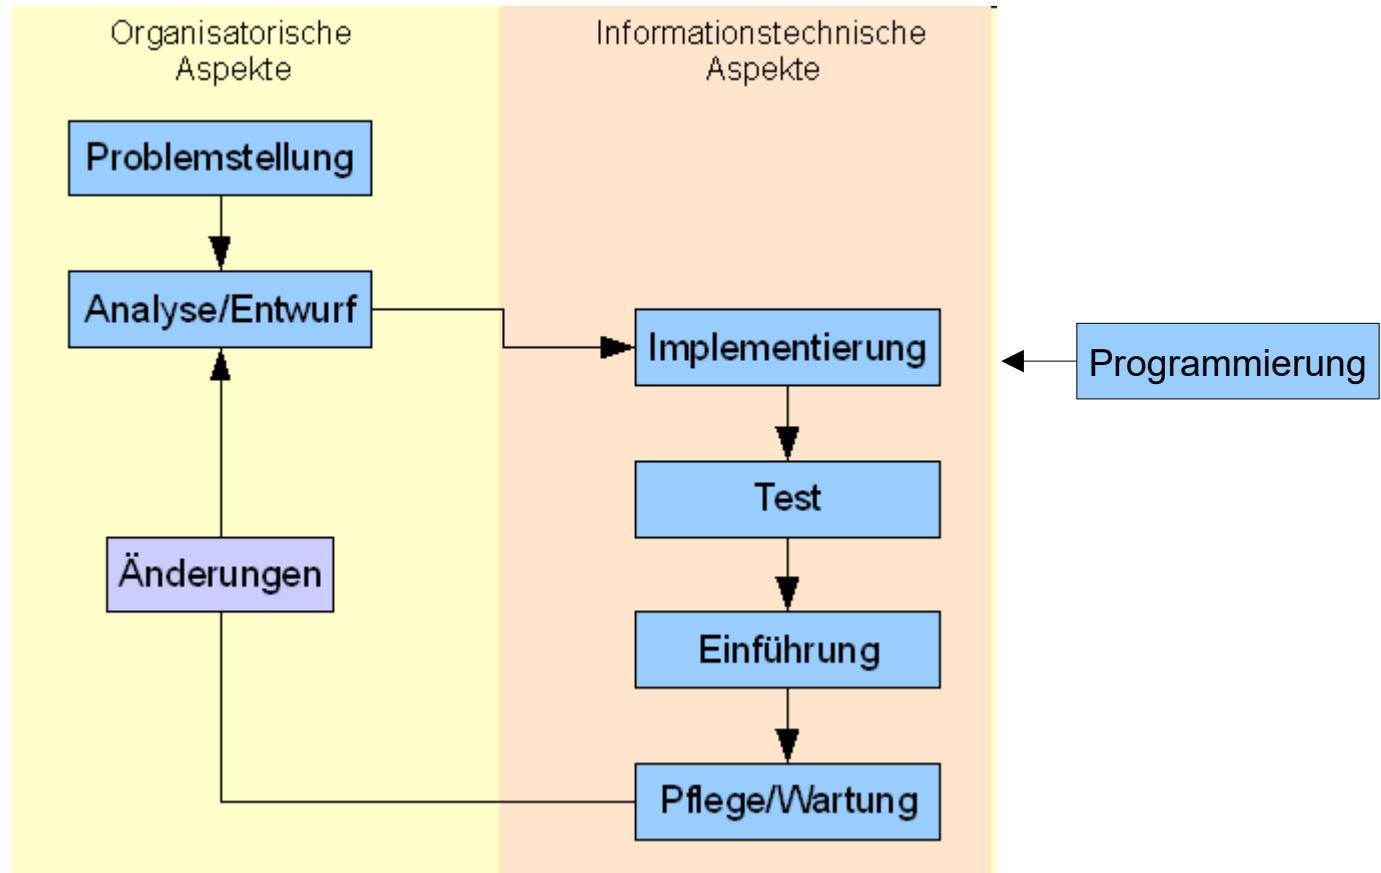 Organisatorische
Aspekte
Informationstechnische
Aspekte
Problemstellung
Analyse/Entwurf
Implementierung
Programmierung
Test
Änderungen
Einführung
Pflege/Wartung